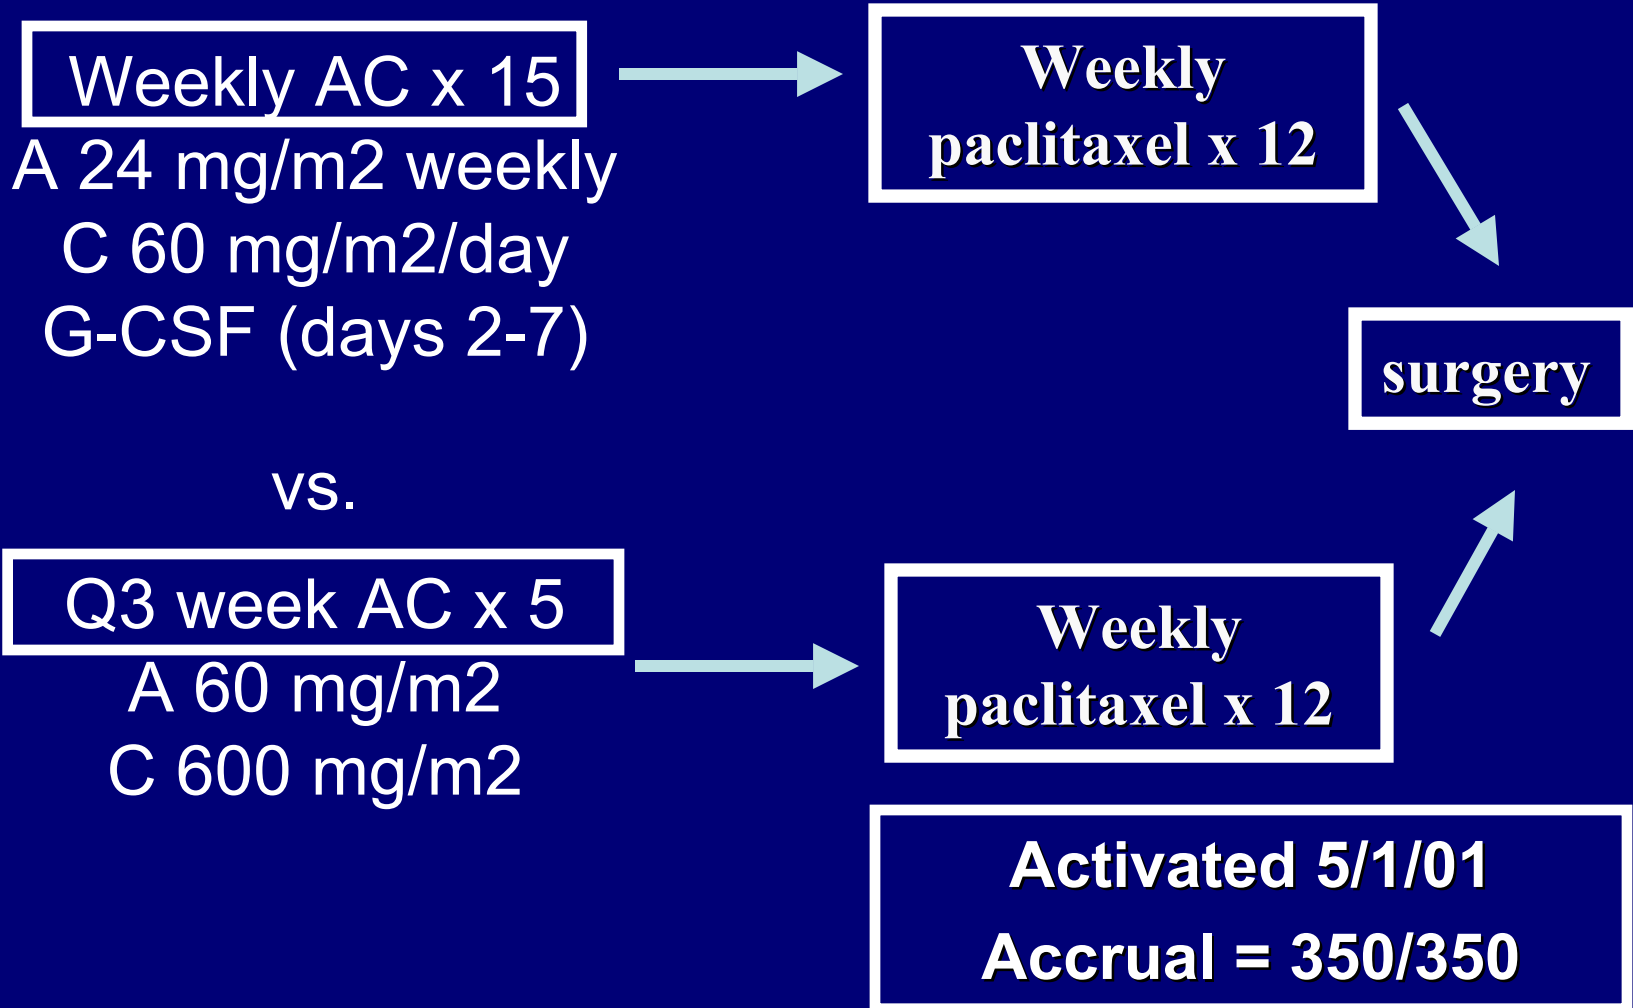 Weekly AC x 15
A 24 mg/m2 weekly
C 60 mg/m2/day
G-CSF (days 2-7)
Weekly
paclitaxel x 12
surgery
vs.
Q3 week AC x 5
A 60 mg/m2
C 600 mg/m2
Weekly
paclitaxel x 12
Activated 5/1/01
Accrual = 350/350